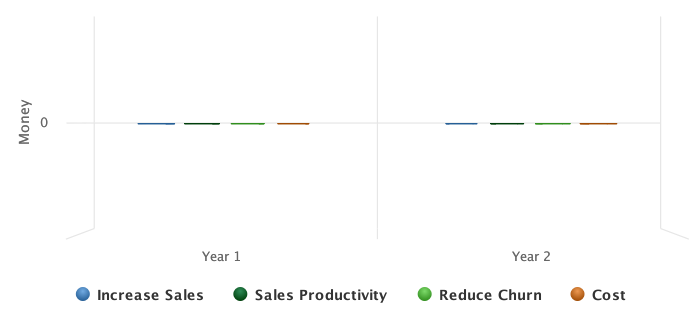 Money
0
Year 1
Year 2
Increase Sales
Sales Productivity
Reduce Churn
Cost